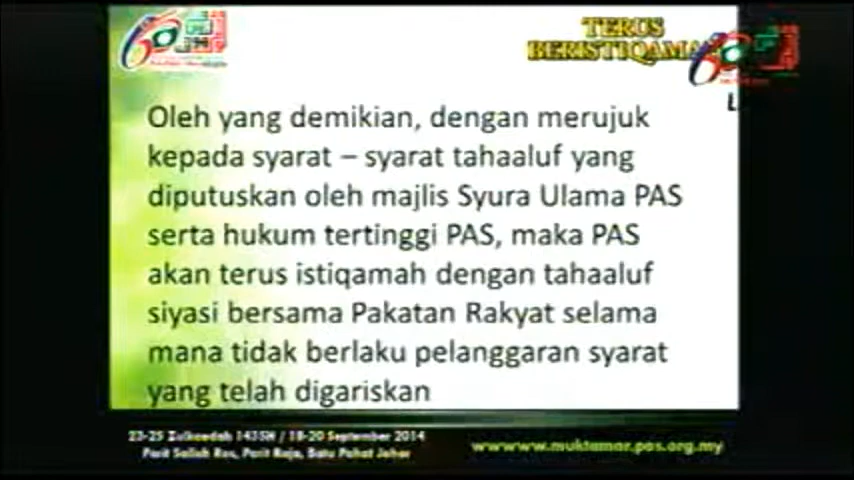 TERUS
BERISTIQAMAH
Oleh yang demikian, dengan merujuk
kepada syarat – syarat tahaaluf yang
diputuskan oleh majlis Syura Ulama PAS
serta hukum tertinggi PAS, maka PAS
akan terus istiqamah dengan tahaaluf
siyasi bersama Pakatan Rakyat selama
mana tidak berlaku pelanggaran syarat
yang telah digariskan
23-25 Zulkaedah 1435H / 18-20 September 2014
Parit Salleh Ros, Parit Raja, Batu Pahat Johor
www.www.muktamar.pas.org.my